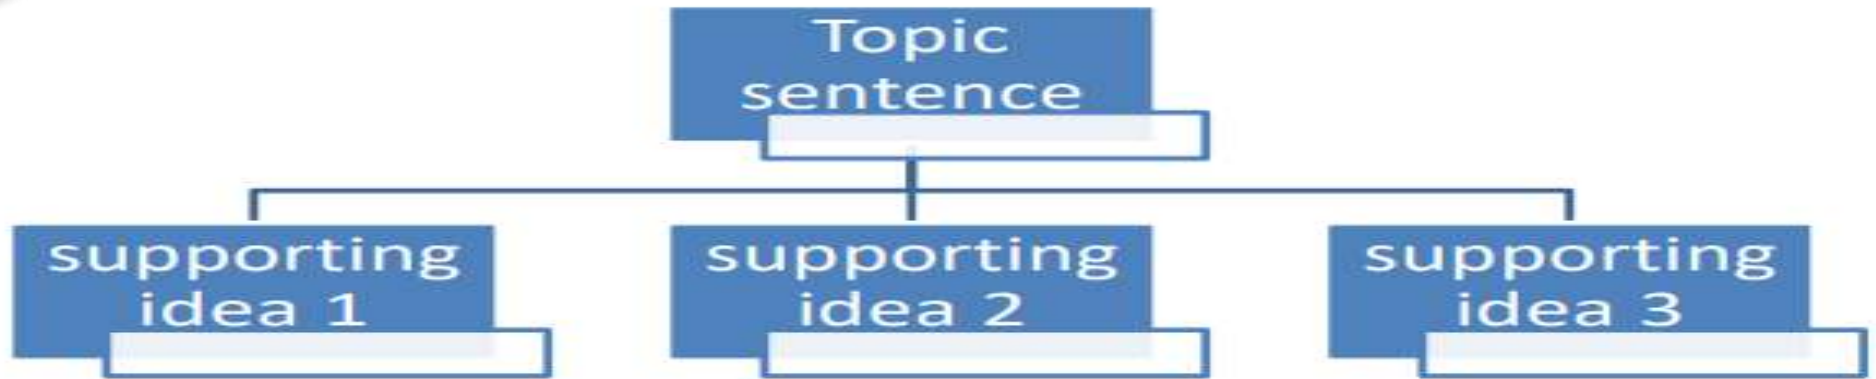 Topic
sentence
supporting
idea 1
supporting
idea 2
supporting
idea 3